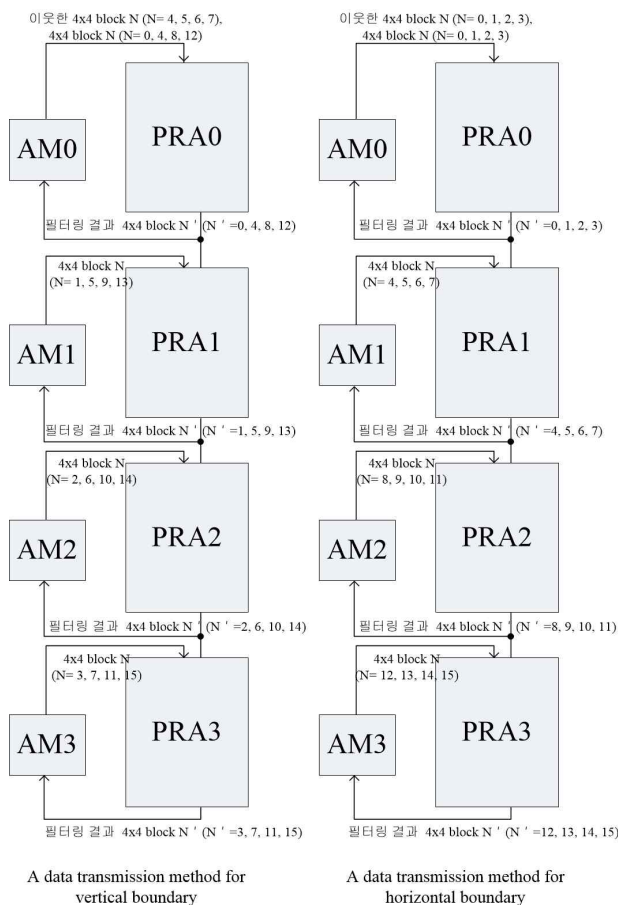 이웃한 4x4 block N (N= 4, 5, 6, 7),
4x4 block N (N= 0, 4, 8, 12)
AM0
PRA0
필터링 결과 4x4 block N ' (N ' =0, 4, 8, 12)
4x4 block N
(N= 1, 5, 9, 13)
AM1
PRA1
필터링 결과 4x4 block N ' (N ' =1, 5, 9, 13)
4x4 block N
(N= 2, 6, 10, 14)
AM2
PRA2
필터링 결과 4x4 block N ' (N ' =2, 6, 10, 14)
4x4 block N
(N= 3, 7, 11, 15)
AM3
PRA3
필터링 결과 4x4 block N ' (N ' =3, 7, 11, 15)
A data transmission method for
vertical boundary
이웃한 4x4 block N (N= 0, 1, 2, 3),
4x4 block N (N= 0, 1, 2, 3)
AM0
PRA0
필터링 결과 4x4 block N ' (N ' =0, 1, 2, 3)
4x4 block N
(N= 4, 5, 6, 7)
AM1
PRA1
필터링 결과 4x4 block N ' (N ' =4, 5, 6, 7)
4x4 block N
(N= 8, 9, 10, 11)
AM2
PRA2
필터링 결과 4x4 block N ' (N ' =8, 9, 10, 11)
4x4 block N
(N= 12, 13, 14, 15)
AM3
PRA3
필터링 결과 4x4 block N ' (N ' =12, 13, 14, 15)
A data transmission method for
horizontal boundary